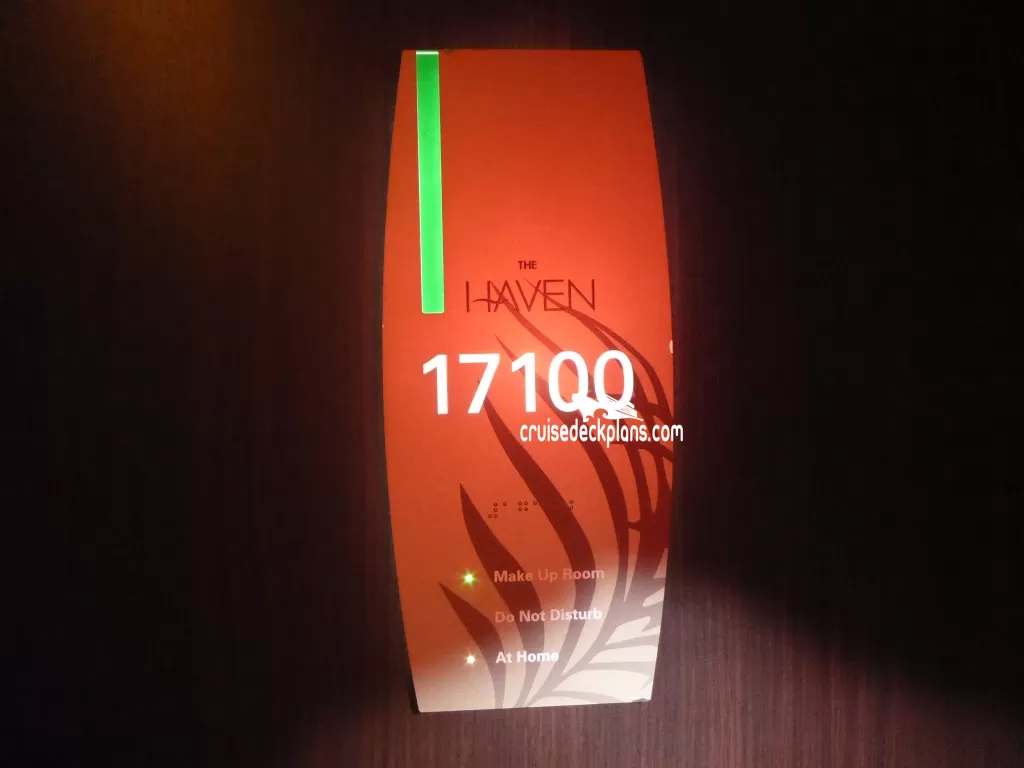 THE
HAVEN
17100
cruisedeckplans.com
Make Up Room
Do Not Disturb
At Home